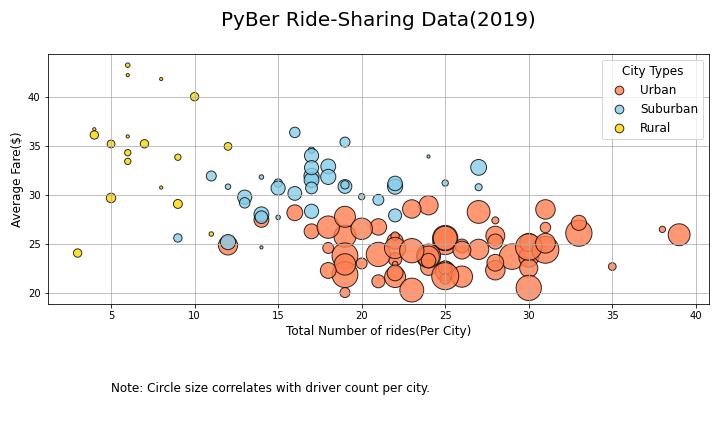 PyBer Ride-Sharing Data(2019)
City Types
Urban
Suburban
Rural
Average Fare($)
40
35
30
25
20
5
10
15
20
25
30
35
40
Total Number of rides(Per City)
Note: Circle size correlates with driver count per city.